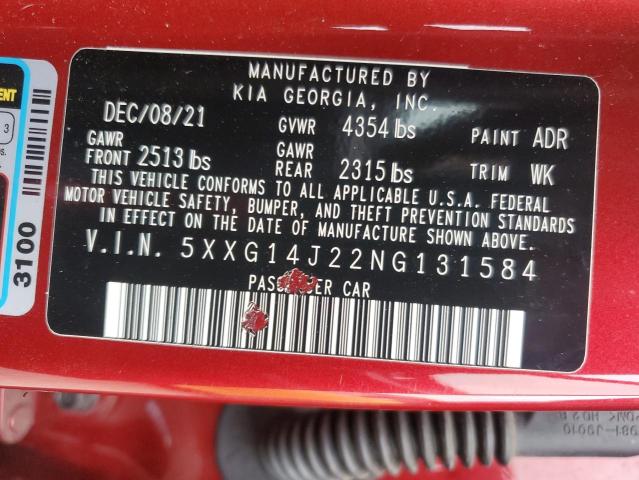 MANUFACTURED BY
KIA GEORGIA, INC.
DEC/08/21
GVWR 4354 lbs
PAINT ADR
GAWR
FRONT 2513 lbs
GAWR
REAR 2315 lbs
TRIM WK
THIS VEHICLE CONFORMS TO ALL APPLICABLE U.S.A. FEDERAL
MOTOR VEHICLE SAFETY, BUMPER, AND THEFT PREVENTION STANDARDS
IN EFFECT ON THE DATE OF MANUFACTURE SHOWN ABOVE.
V.I.N. 5XXG14J22NG131584
CAR
3
3100